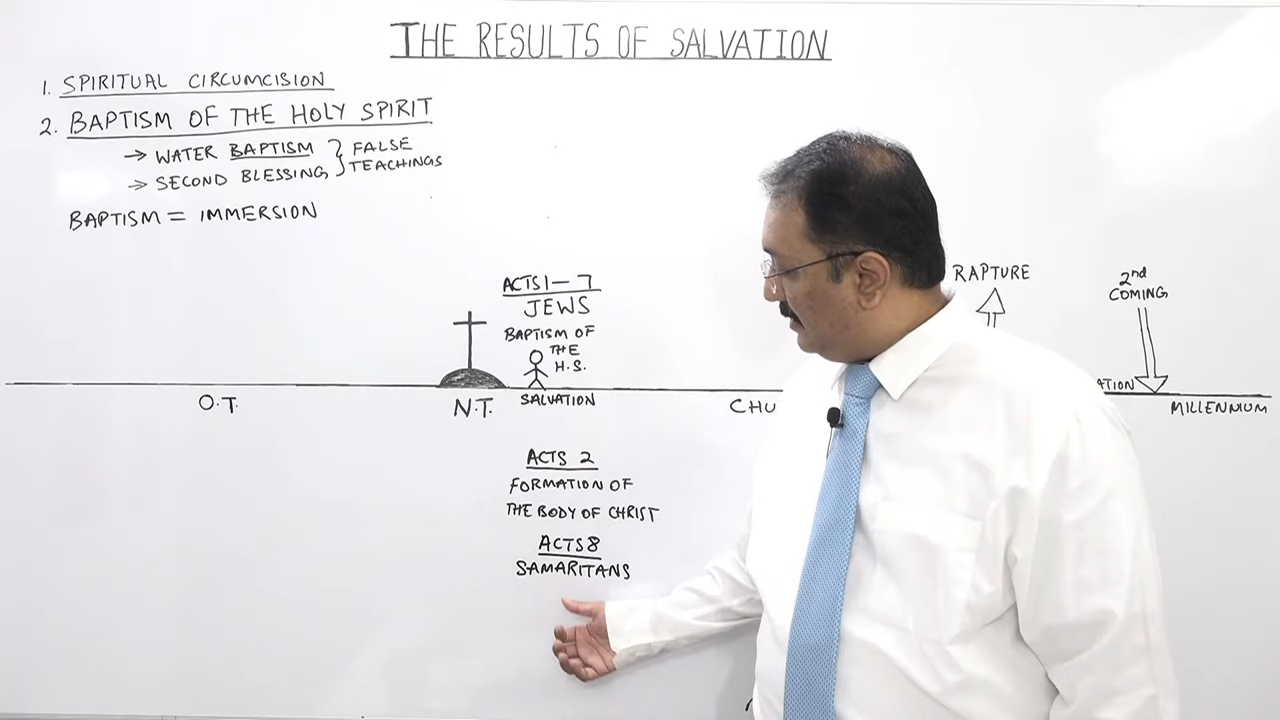 THE RESULTS OF SALVATION
1. SPIRITUAL CIRCUMCISION
2. BAPTISM OF THE HOLY SPIRIT
→ WATER BAPTISM } FALSE
→ SECOND BLESSING } TEACHINGS
BAPTISM = IMMERSION
ACTS 1-7
JEWS
BAPTISM OF
THE
H.S.
RAPTURE
2nd
COMING
O.T.
N.T.
SALVATION
CHU
ATION
MILLENNIUM
ACTS 2
FORMATION OF
THE BODY OF CHRIST
ACTS 8
SAMARITANS